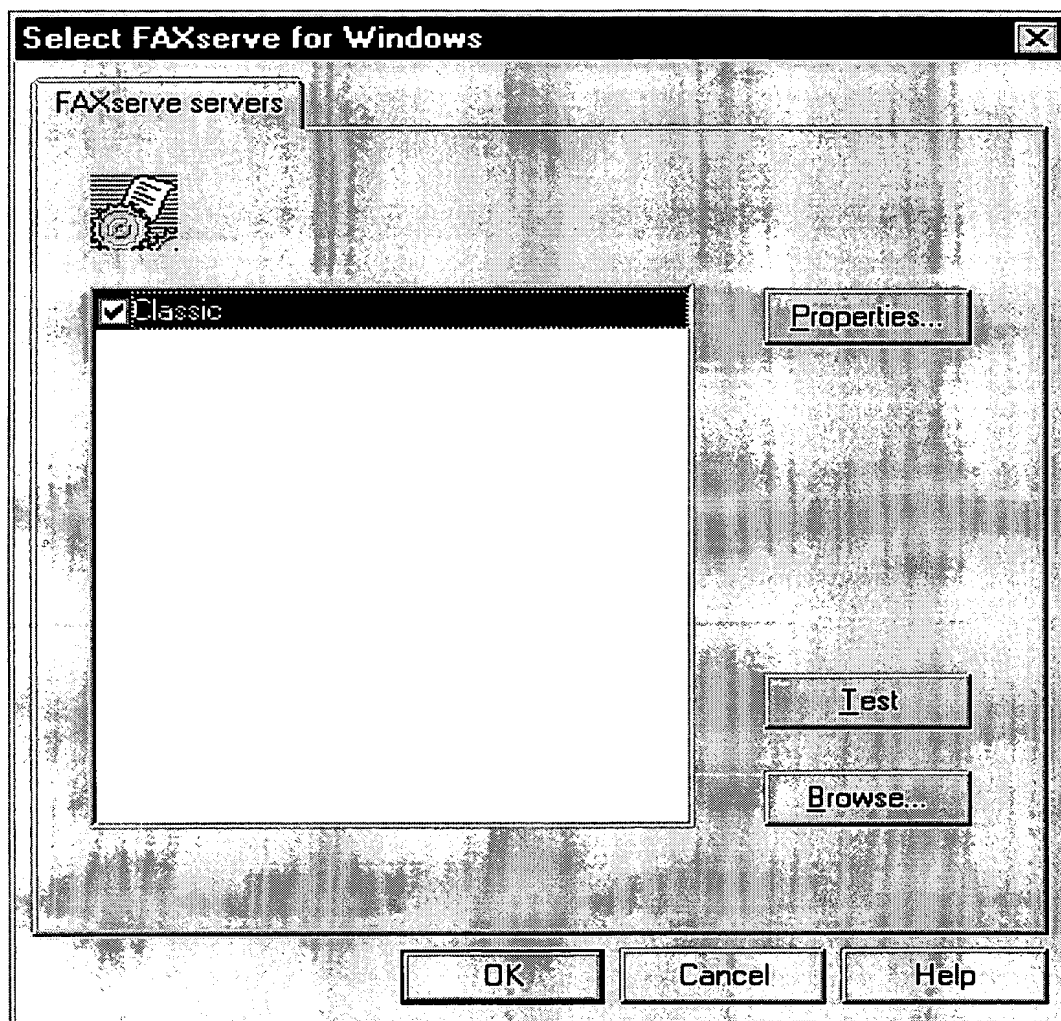 Select FAXserve for Windows
FAXserve servers
Classic
Properties...
Test
Browse...
OK
Cancel
Help